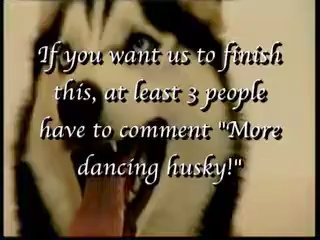 If you want us to finish
this, at least 3 people
have to comment "More
dancing husky!"